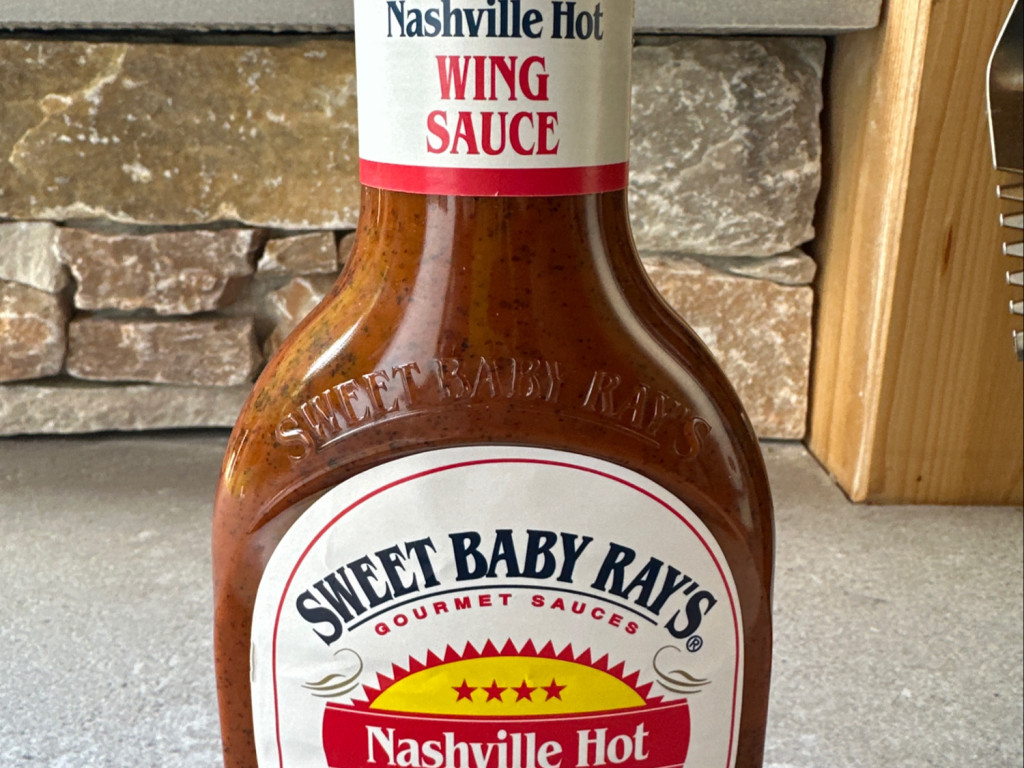 Nashville Hot
WING
SAUCE
SWEET BABY RAY'S
SWEET BABY RAY'S®
GOURMET SAUCES
Nashville Hot